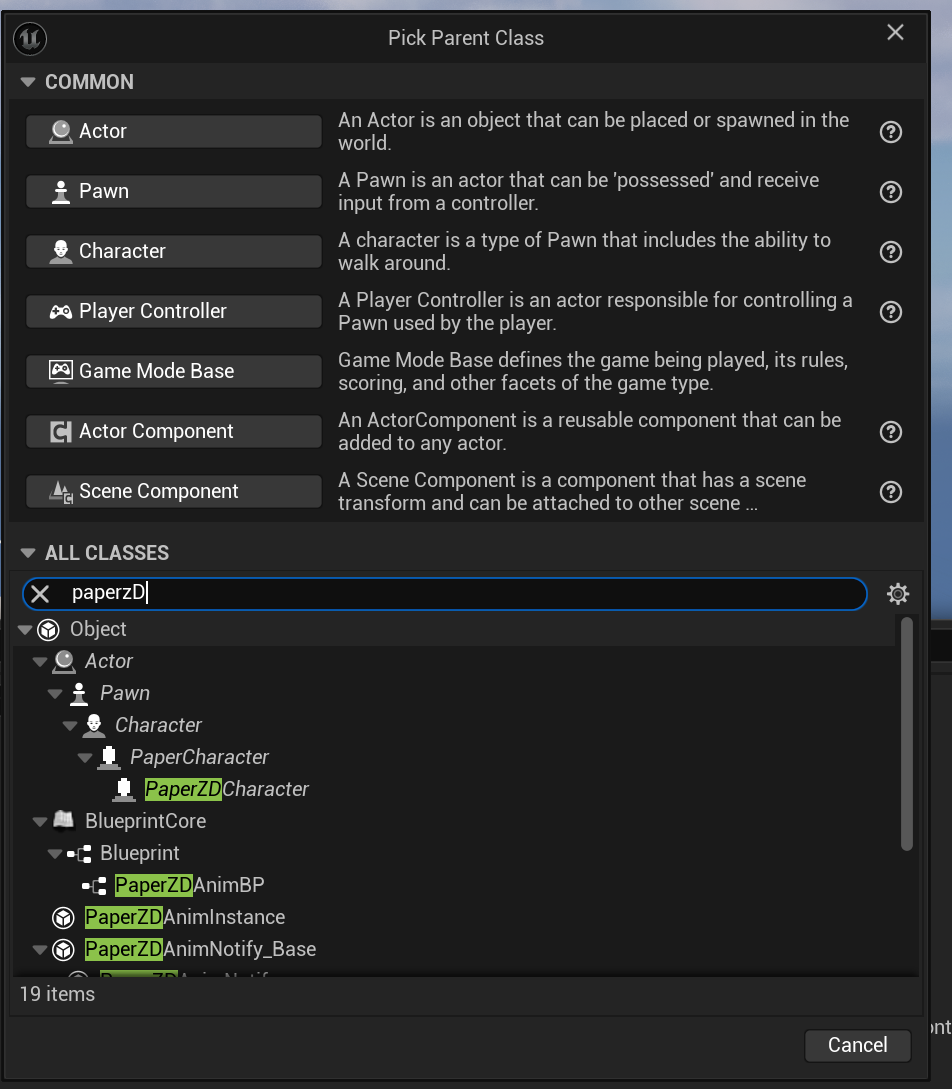 Pick Parent Class
COMMON
Actor
An Actor is an object that can be placed or spawned in the
world.
Pawn
A Pawn is an actor that can be 'possessed' and receive
input from a controller.
Character
A character is a type of Pawn that includes the ability to
walk around.
Player Controller
A Player Controller is an actor responsible for controlling a
Pawn used by the player.
Game Mode Base
Game Mode Base defines the game being played, its rules,
scoring, and other facets of the game type.
Actor Component
An ActorComponent is a reusable component that can be
added to any actor.
Scene Component
A Scene Component is a component that has a scene
transform and can be attached to other scene ...
ALL CLASSES
paperzD
Object
Actor
Pawn
Character
PaperCharacter
PaperZDCharacter
BlueprintCore
Blueprint
PaperZDAnimBP
PaperZDAnimInstance
PaperZDAnimNotify_Base
19 items
Cancel